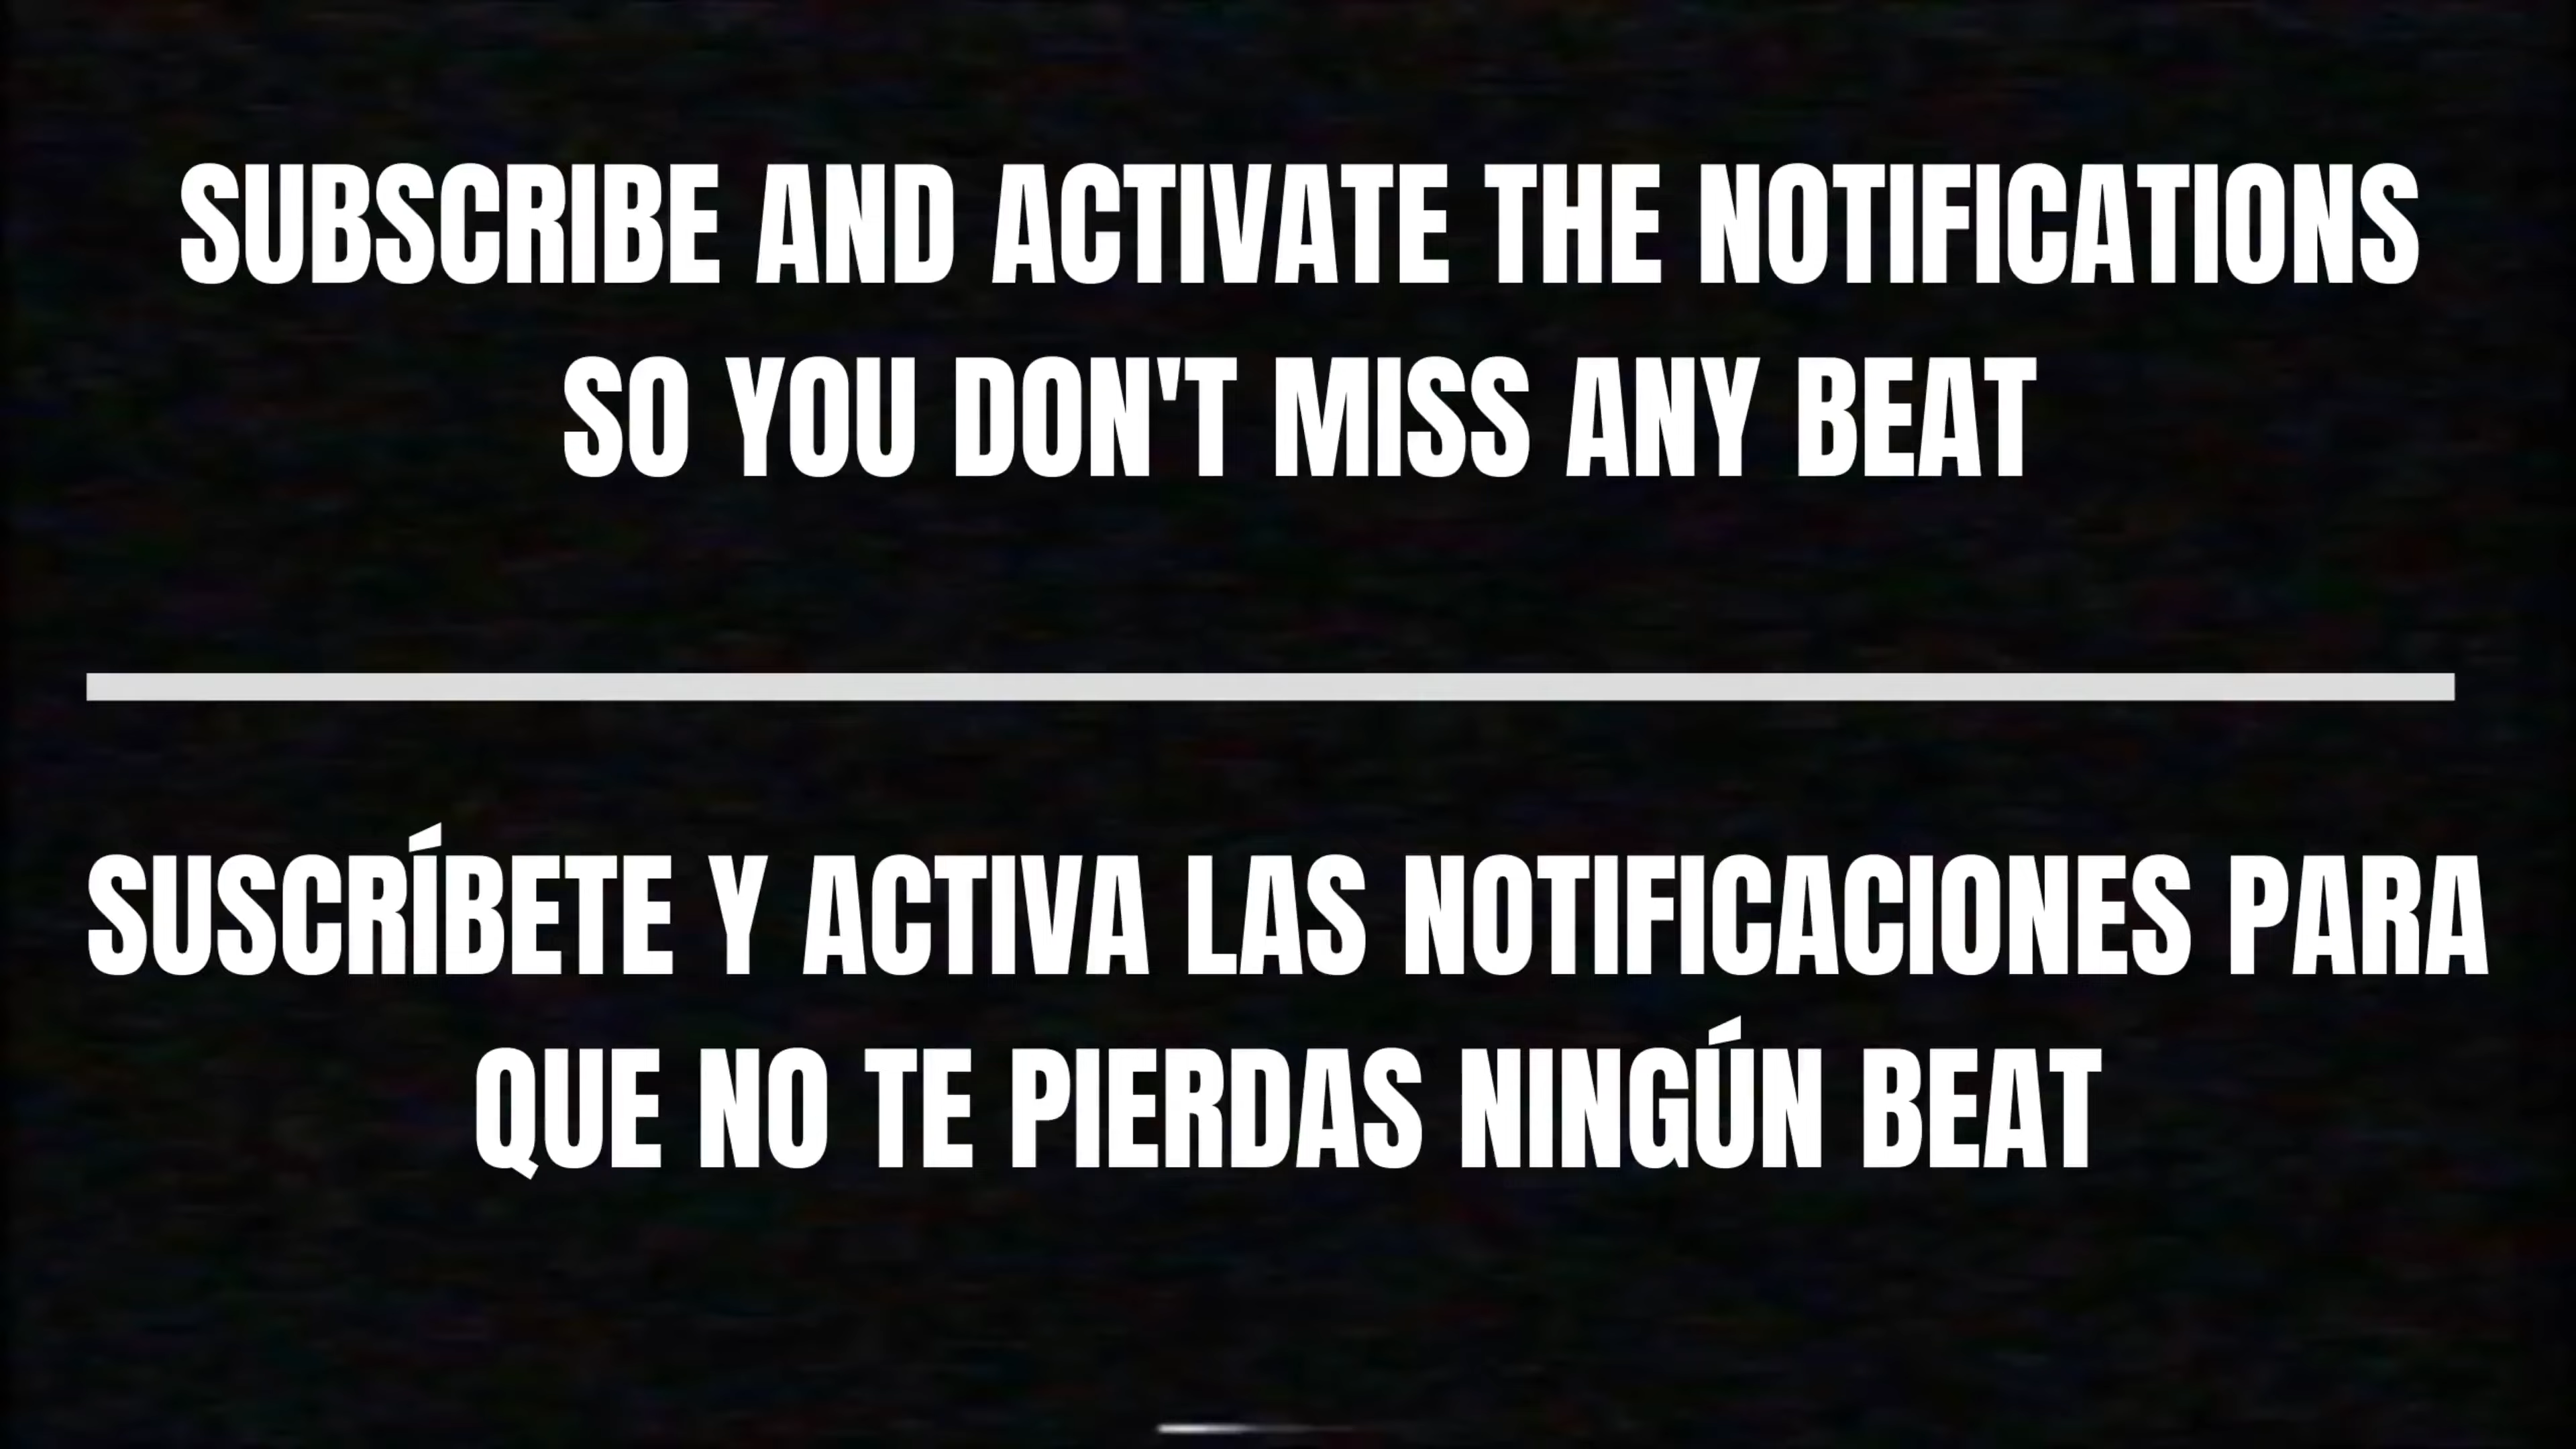 SUBSCRIBE AND ACTIVATE THE NOTIFICATIONS
SO YOU DON'T MISS ANY BEAT
SUSCRÍBETE Y ACTIVA LAS NOTIFICACIONES PARA
QUE NO TE PIERDAS NINGÚN BEAT